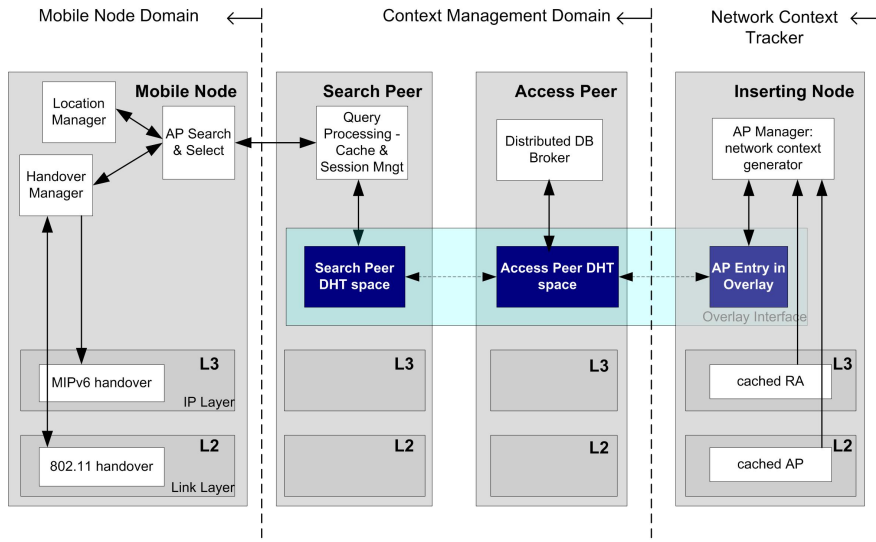 Mobile Node Domain
Context Management Domain
Network Context
Tracker
Mobile Node
Location
Manager
AP Search
& Select
Handover
Manager
L3
MIPv6 handover
IP Layer
L2
802.11 handover
Link Layer
Search Peer
Query
Processing -
Cache &
Session Mngt
Search Peer
DHT space
L3
L2
Access Peer
Distributed DB
Broker
Access Peer DHT
space
L3
L2
Inserting Node
AP Manager:
network context
generator
AP Entry in
Overlay
Overlay Interface
L3
cached RA
L2
cached AP